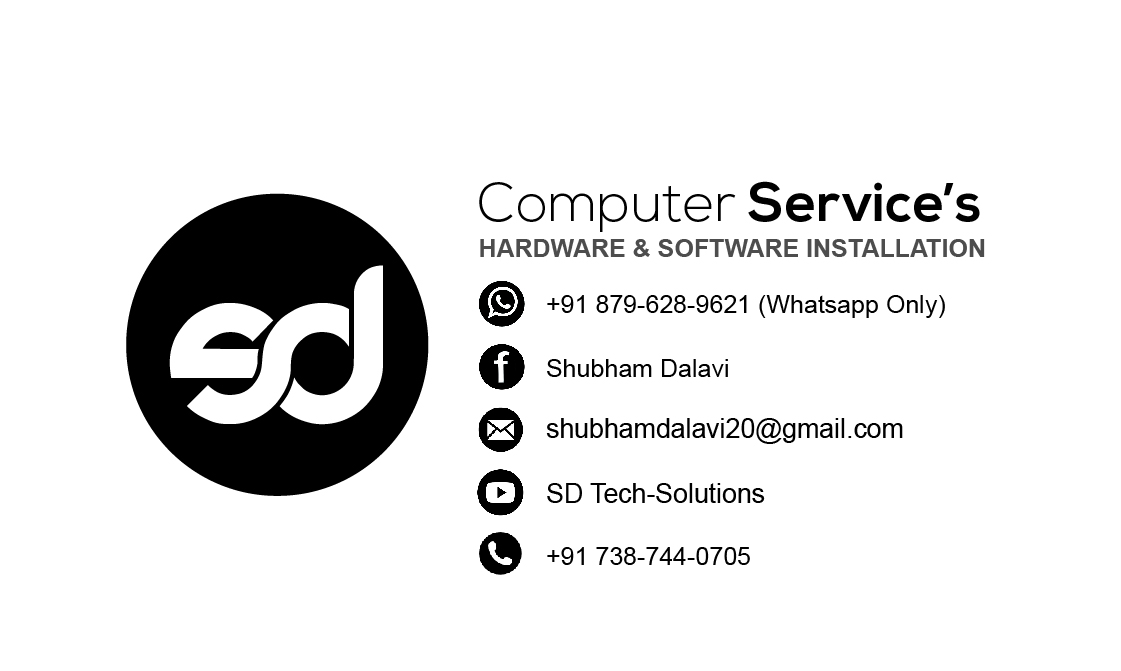 sd
Computer Service's
HARDWARE & SOFTWARE INSTALLATION
+91 879-628-9621 (Whatsapp Only)
f
Shubham Dalavi
shubhamdalavi20@gmail.com
SD Tech-Solutions
+91 738-744-0705